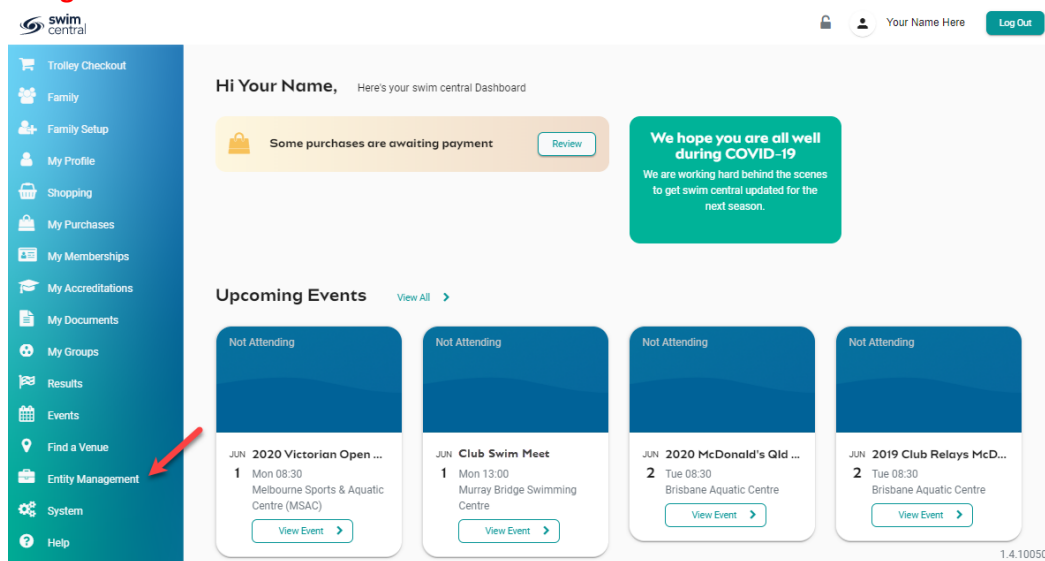 swim
central
Your Name Here
Log Out
Trolley Checkout
Family
Family Setup
My Profile
Shopping
My Purchases
My Memberships
My Accreditations
My Documents
My Groups
Results
Events
Find a Venue
Entity Management
System
Help
Hi Your Name,
Here's your swim central Dashboard
Some purchases are awaiting payment
Review
We hope you are all well
during COVID-19
We are working hard behind the scenes
to get swim central updated for the
next season.
Upcoming Events
View All
Not Attending
JUN 2020 Victorian Open ...
1 Mon 08:30
Melbourne Sports & Aquatic
Centre (MSAC)
View Event
Not Attending
JUN Club Swim Meet
1 Mon 13:00
Murray Bridge Swimming
Centre
View Event
Not Attending
JUN 2020 McDonald's Qld ...
2 Tue 08:30
Brisbane Aquatic Centre
View Event
Not Attending
JUN 2019 Club Relays McD...
2 Tue 08:30
Brisbane Aquatic Centre
View Event
1.4.10050